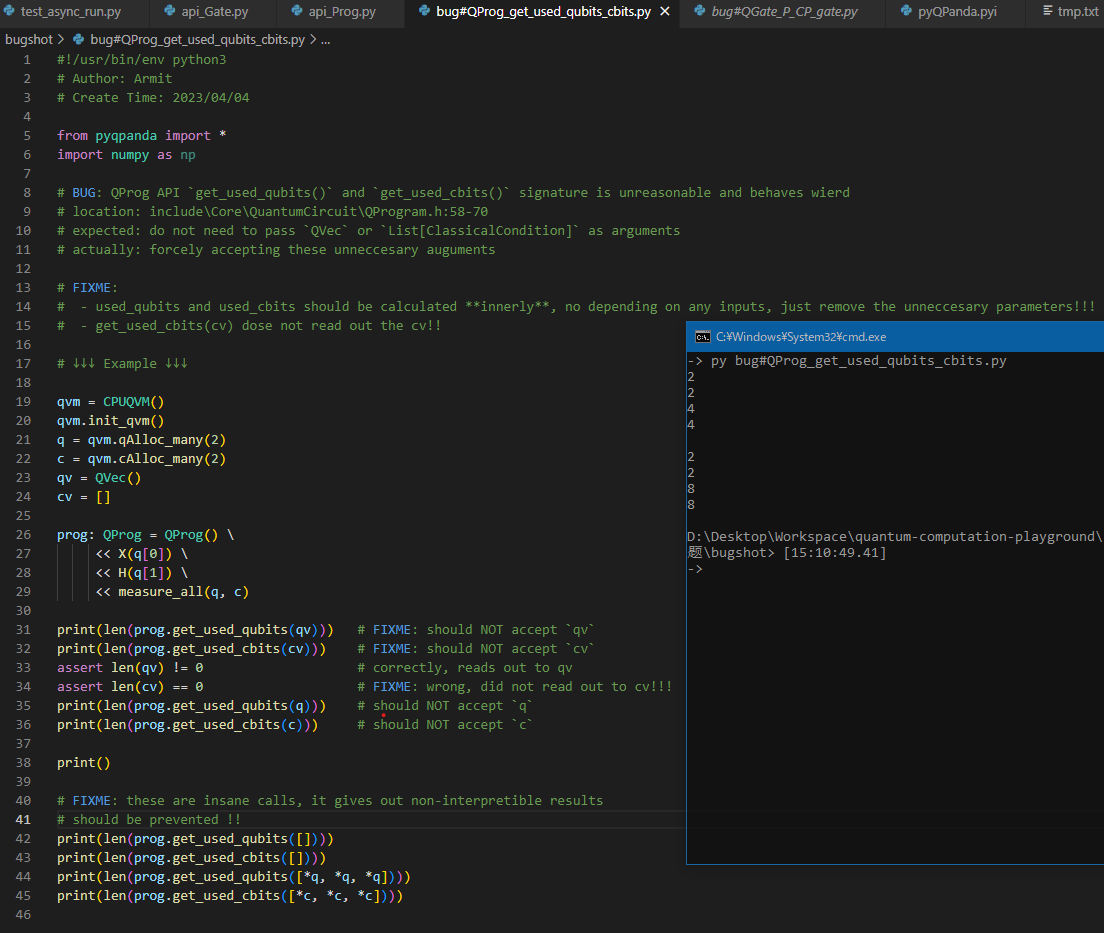 test_async_run.py api_Gate.py api_Prog.py bug#QProg_get_used_qubits_cbits.py × bug#QGate_P_CP_gate.py pyQPanda.pyi tmp.txt
bugshot > bug#QProg_get_used_qubits_cbits.py > ...
1 #!/usr/bin/env python3
2 # Author: Armit
3 # Create Time: 2023/04/04
4
5 from pyqpanda import *
6 import numpy as np
7
8 # BUG: QProg API `get_used_qubits()` and `get_used_cbits()` signature is unreasonable and behaves wierd
9 # location: include\Core\QuantumCircuit\QProgram.h:58-70
10 # expected: do not need to pass `QVec` or `List[ClassicalCondition]` as arguments
11 # actually: forcely accepting these unneccesary auguments
12
13 # FIXME:
14 #  - used_qubits and used_cbits should be calculated **innerly**, no depending on any inputs, just remove the unneccesary parameters!!!
15 #  - get_used_cbits(cv) dose not read out the cv!!
16
17 # ↓↓↓ Example ↓↓↓
18
19 qvm = CPUQVM()
20 qvm.init_qvm()
21 q = qvm.qAlloc_many(2)
22 c = qvm.cAlloc_many(2)
23 qv = QVec()
24 cv = []
25
26 prog: QProg = QProg() \
27 << X(q[0]) \
28 << H(q[1]) \
29 << measure_all(q, c)
30
31 print(len(prog.get_used_qubits(qv))) # FIXME: should NOT accept `qv`
32 print(len(prog.get_used_cbits(cv))) # FIXME: should NOT accept `cv`
33 assert len(qv) != 0 # correctly, reads out to qv
34 assert len(cv) == 0 # FIXME: wrong, did not read out to cv!!!
35 print(len(prog.get_used_qubits(q))) # should NOT accept `q`
36 print(len(prog.get_used_cbits(c))) # should NOT accept `c`
37
38 print()
39
40 # FIXME: these are insane calls, it gives out non-interpretible results
41 # should be prevented !!
42 print(len(prog.get_used_qubits([])))
43 print(len(prog.get_used_cbits([])))
44 print(len(prog.get_used_qubits([*q, *q, *q])))
45 print(len(prog.get_used_cbits([*c, *c, *c])))
46
C:¥Windows¥System32¥cmd.exe
-> py bug#QProg_get_used_qubits_cbits.py
2
2
4
4
2
2
8
8
D:\Desktop\Workspace\quantum-computation-playground\
题\bugshot> [15:10:49.41]
->